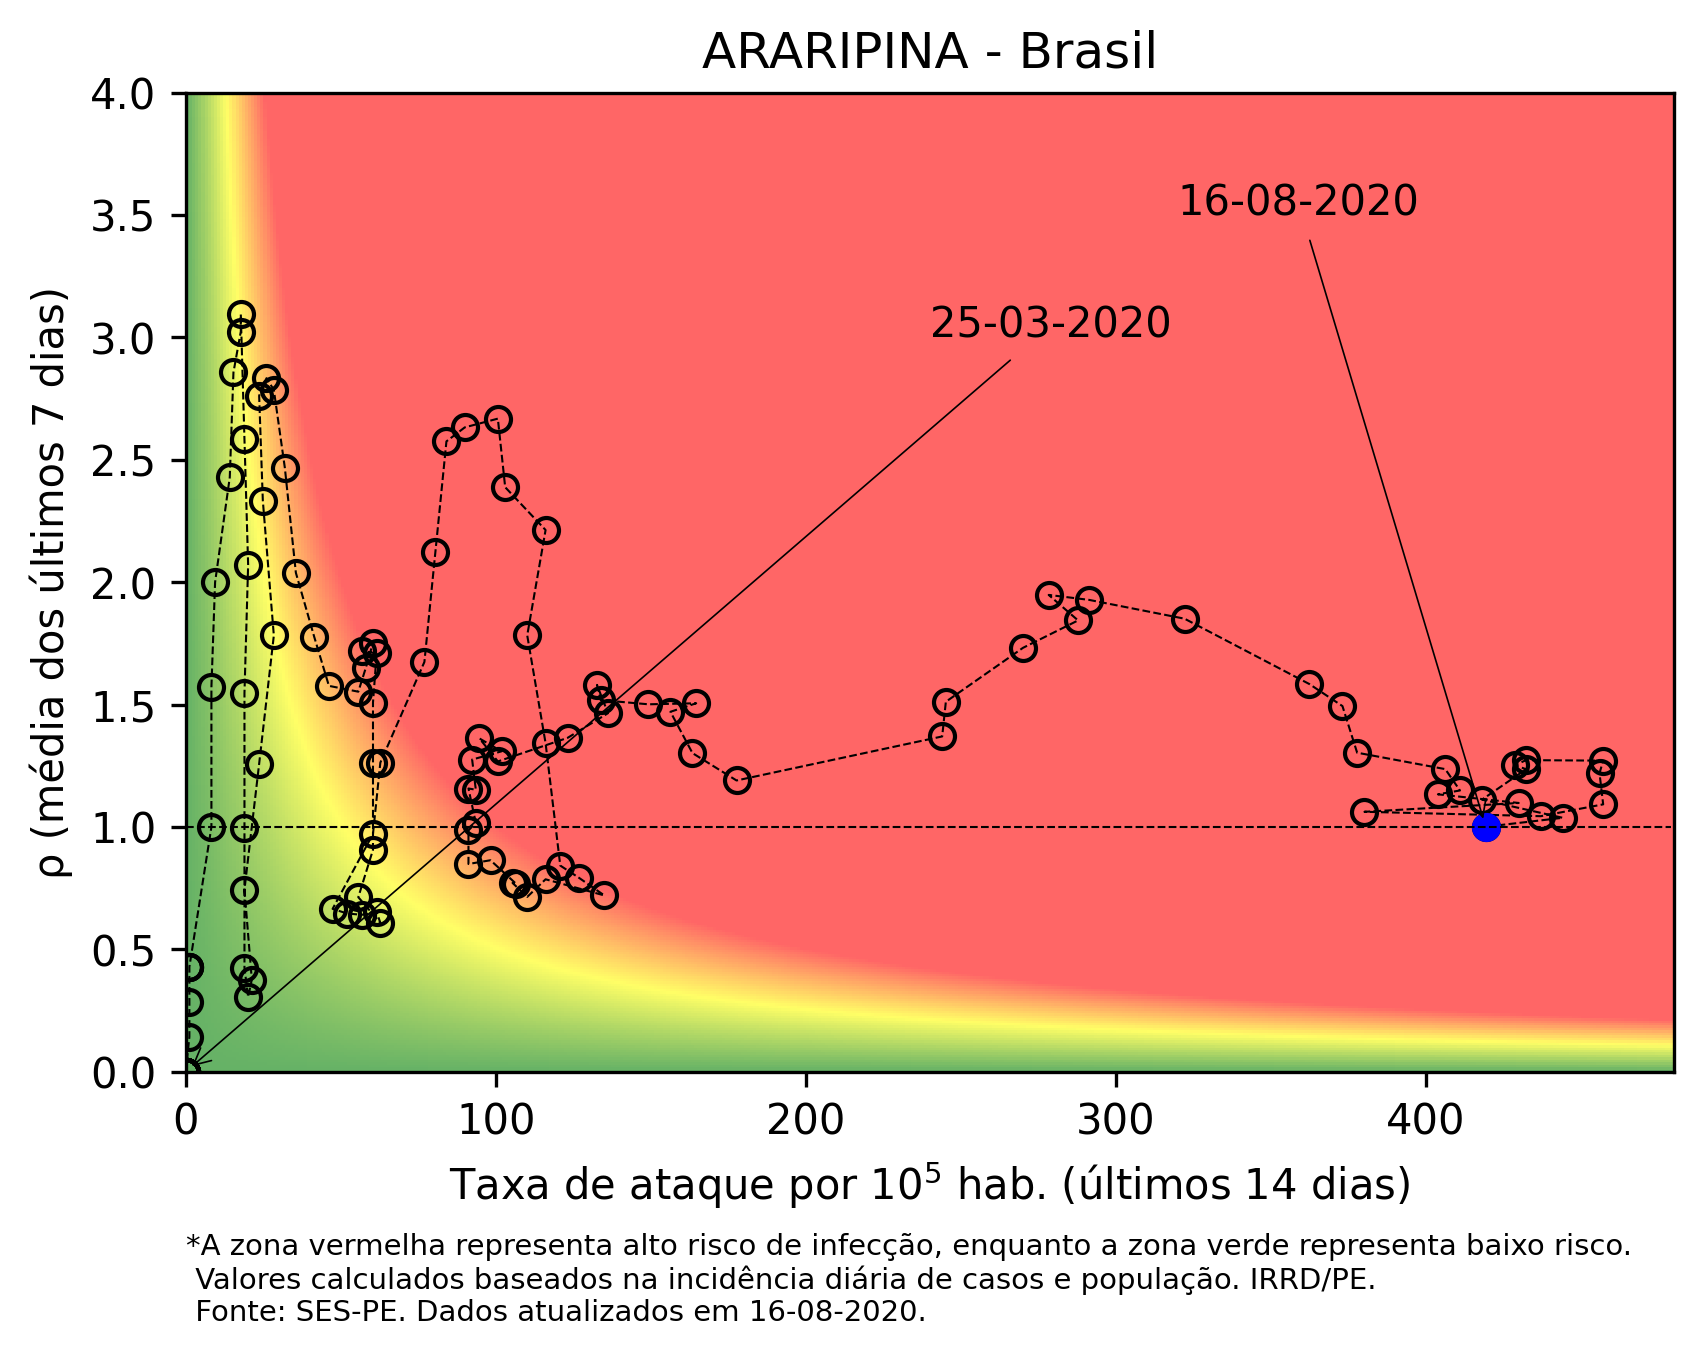 ARARIPINA - Brasil
4.0
3.5
3.0
2.5
2.0
1.5
1.0
0.5
0.0
ρ (média dos últimos 7 dias)
16-08-2020
25-03-2020
0 100 200 300 400
Taxa de ataque por 10⁵ hab. (últimos 14 dias)
*A zona vermelha representa alto risco de infecção, enquanto a zona verde representa baixo risco.
Valores calculados baseados na incidência diária de casos e população. IRRD/PE.
Fonte: SES-PE. Dados atualizados em 16-08-2020.